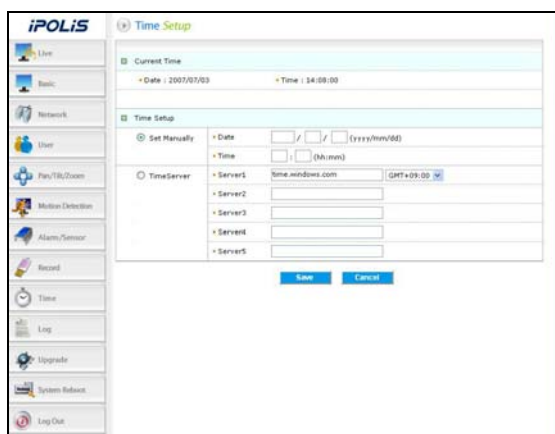 iPOLiS
Time Setup
Live
Basic
Network
User
Pan/Tilt/Zoom
Motion Detection
Alarm/Sensor
Record
Time
Log
Upgrade
System Reboot
Log Out
Current Time
Date : 2007/07/03 Time : 14:08:00
Time Setup
Set Manually Date / / (yyyy/mm/dd)
Time : (hh:mm)
TimeServer Server1 time.windows.com GMT+09:00
Server2
Server3
Server4
Server5
Save Cancel